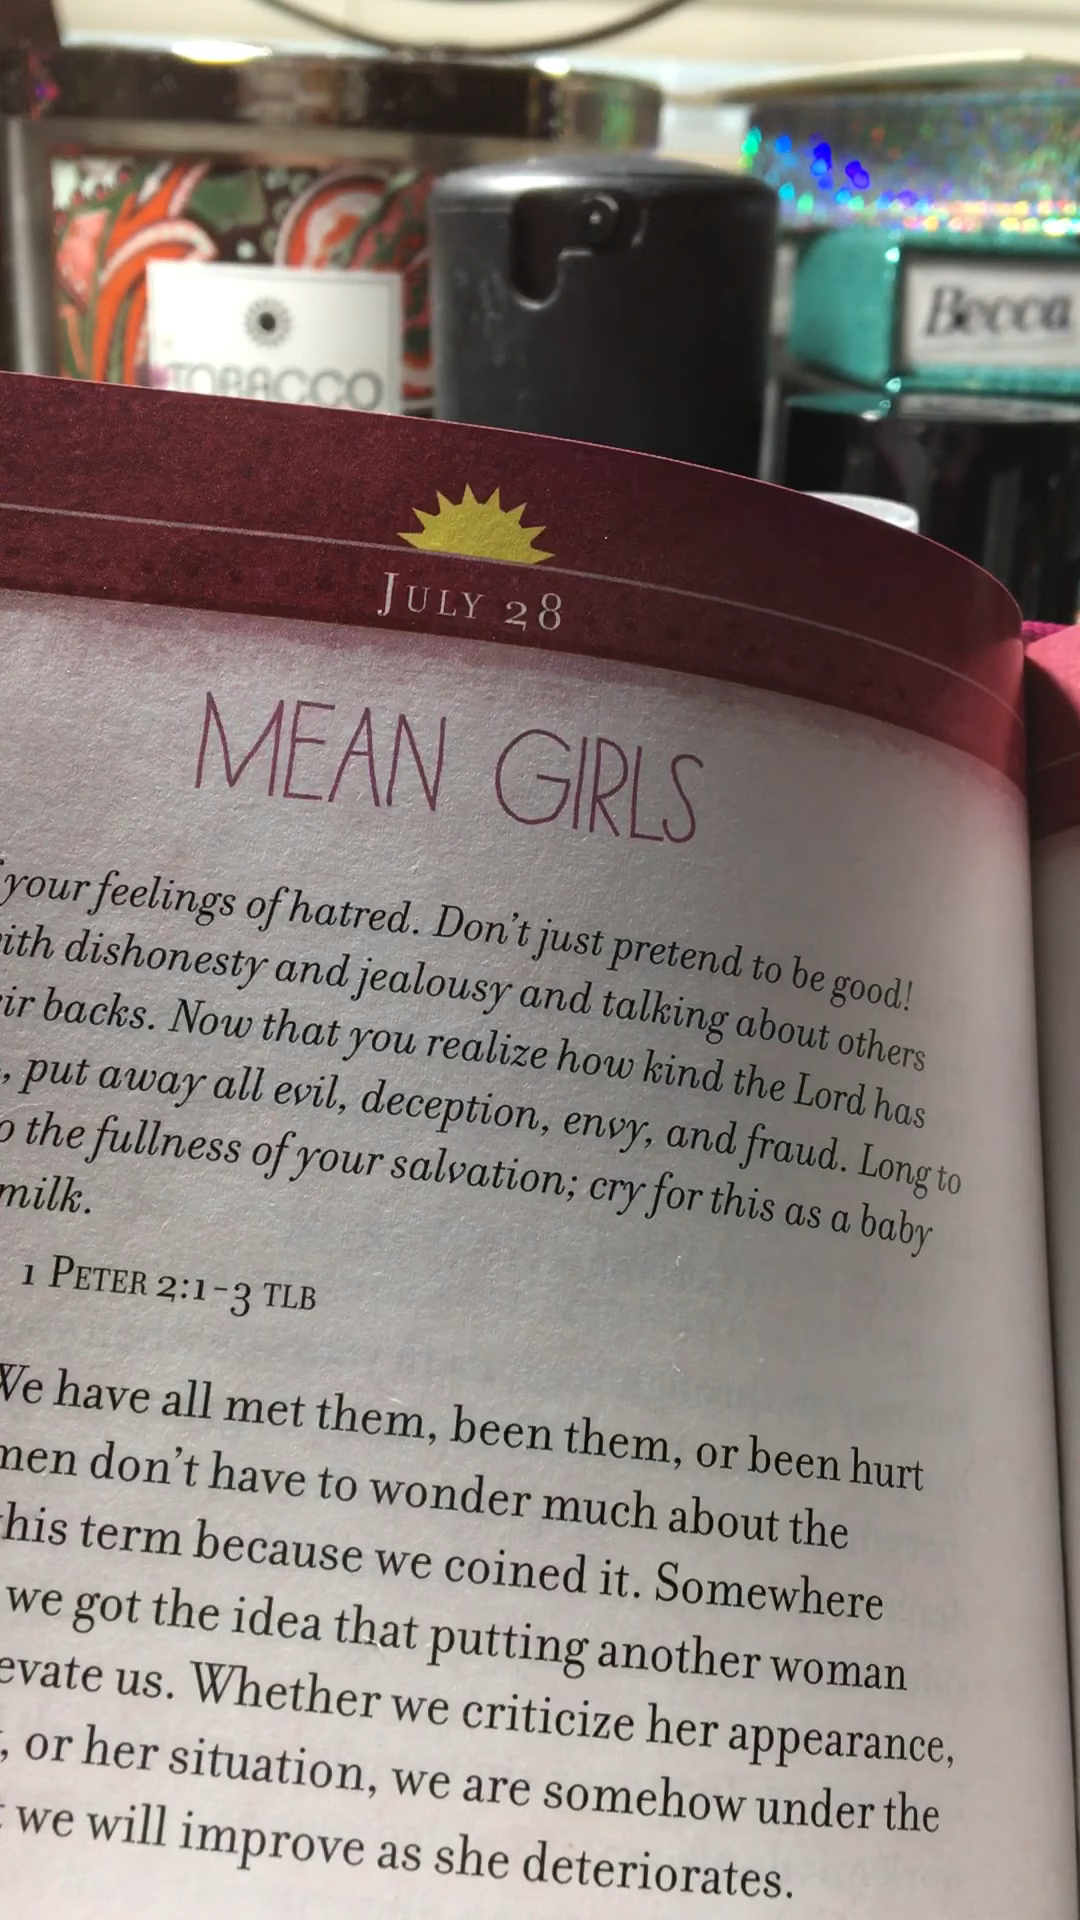 TOBACCO
Becca
JULY 28
MEAN GIRLS
your feelings of hatred. Don't just pretend to be good!
ith dishonesty and jealousy and talking about others
ir backs. Now that you realize how kind the Lord has
, put away all evil, deception, envy, and fraud. Long to
o the fullness of your salvation; cry for this as a baby
milk.
1 PETER 2:1-3 TLB
We have all met them, been them, or been hurt
men don't have to wonder much about the
this term because we coined it. Somewhere
we got the idea that putting another woman
evate us. Whether we criticize her appearance,
, or her situation, we are somehow under the
we will improve as she deteriorates.